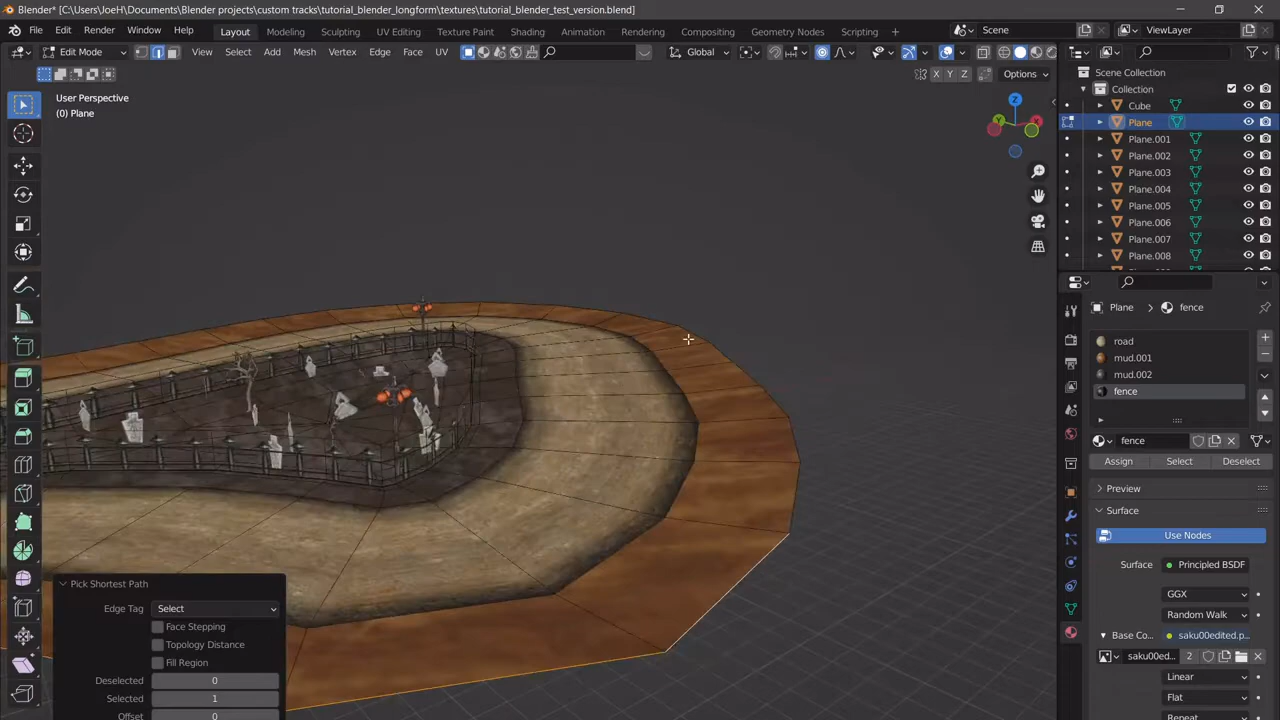 Blender* [C:\Users\JoeH\Documents\Blender projects\custom tracks\tutorial_blender_longform\textures\tutorial_blender_test_version.blend]
File Edit Render Window Help Layout Modeling Sculpting UV Editing Texture Paint Shading Animation Rendering Compositing Geometry Nodes Scripting + Scene ViewLayer
Edit Mode View Select Add Mesh Vertex Edge Face UV Global
X Y Z Options
User Perspective
(0) Plane
Z
Scene Collection
Collection
Cube
Plane
Plane.001
Plane.002
Plane.003
Plane.004
Plane.005
Plane.006
Plane.007
Plane.008
Plane > fence
road
mud.001
mud.002
fence
fence
Assign Select Deselect
Preview
Surface
Use Nodes
Surface Principled BSDF
GGX
Random Walk
Base Co... saku00edited.p...
saku00ed... 2
Linear
Flat
Repeat
Pick Shortest Path
Edge Tag Select
Face Stepping
Topology Distance
Fill Region
Deselected 0
Selected 1
Offset 0